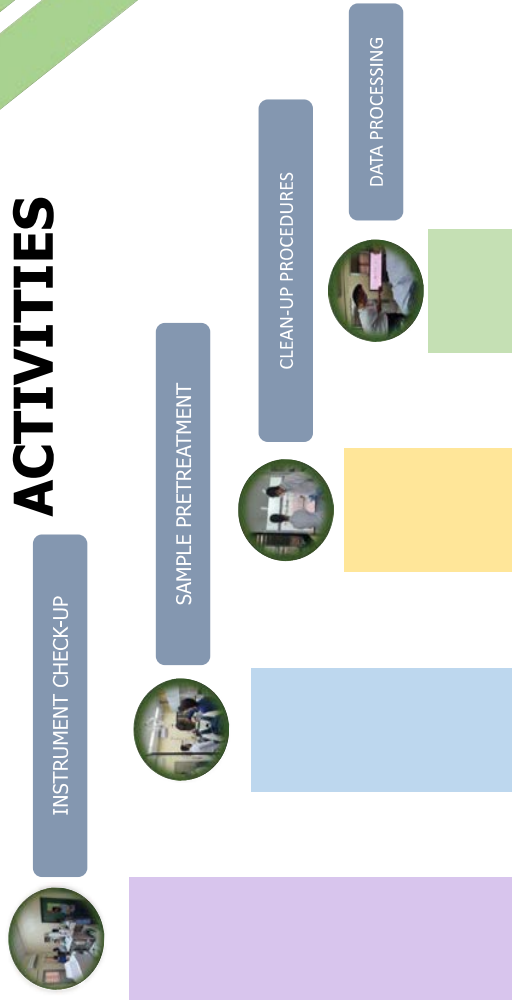 ACTIVITIES
INSTRUMENT CHECK-UP
SAMPLE PRETREATMENT
CLEAN-UP PROCEDURES
DATA PROCESSING